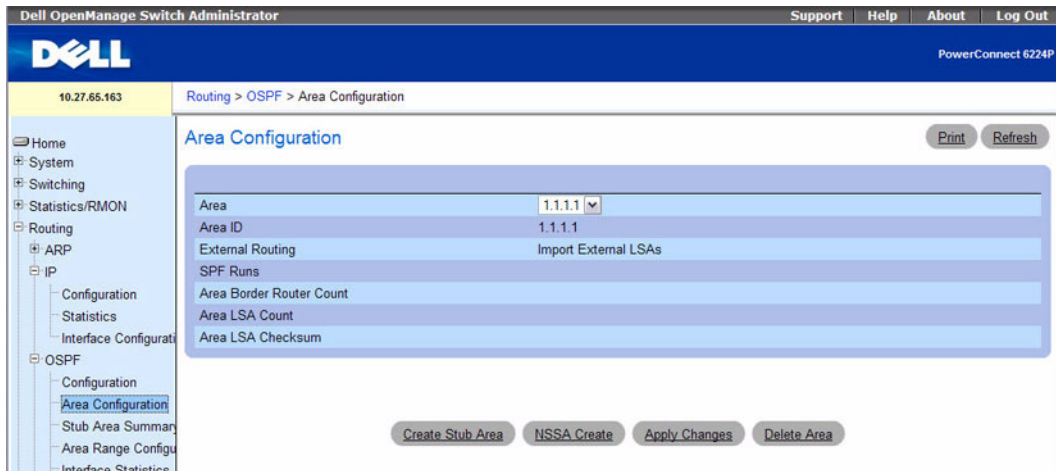 Dell OpenManage Switch Administrator
Support Help About Log Out
DELL
PowerConnect 6224P
10.27.65.163
Routing > OSPF > Area Configuration
Home
System
Switching
Statistics/RMON
Routing
ARP
IP
Configuration
Statistics
Interface Configurati
OSPF
Configuration
Area Configuration
Stub Area Summar
Area Range Configu
Interface Statistics
Area Configuration
Print Refresh
Area 1.1.1.1
Area ID 1.1.1.1
External Routing Import External LSAs
SPF Runs
Area Border Router Count
Area LSA Count
Area LSA Checksum
Create Stub Area NSSA Create Apply Changes Delete Area